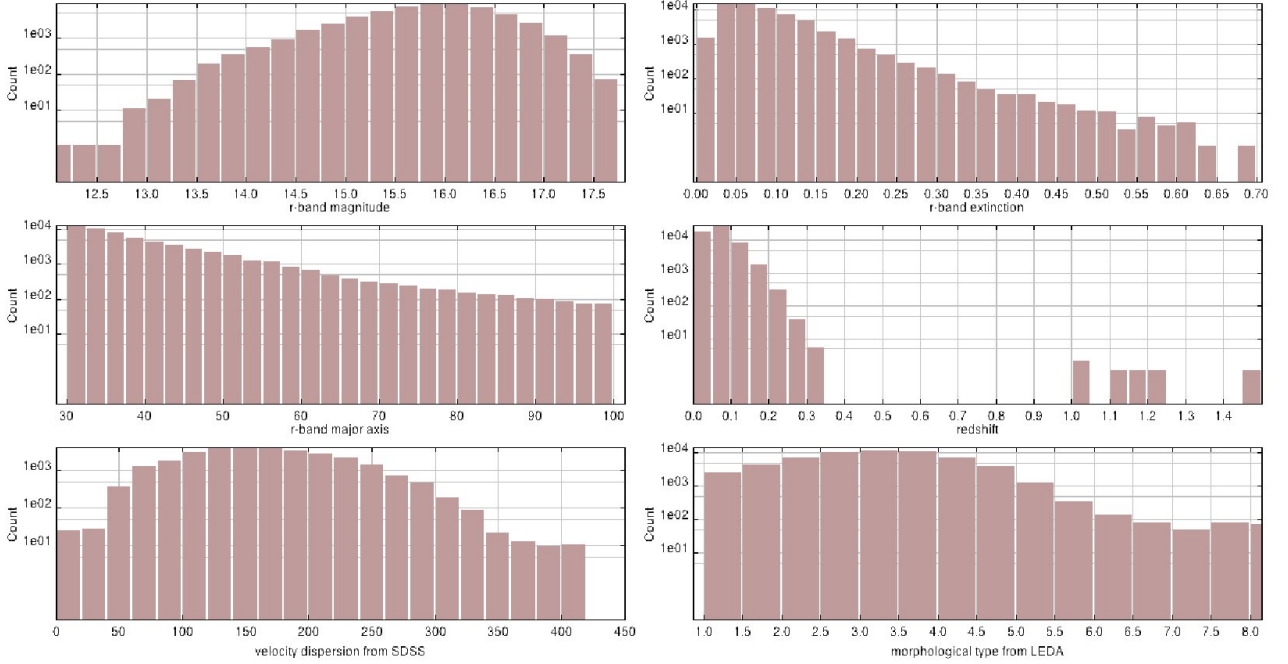 Count
1e03
1e02
1e01
12.5 13.0 13.5 14.0 14.5 15.0 15.5 16.0 16.5 17.0 17.5
r-band magnitude
Count
1e04
1e03
1e02
1e01
0.00 0.05 0.10 0.15 0.20 0.25 0.30 0.35 0.40 0.45 0.50 0.55 0.60 0.65 0.70
r-band extinction
Count
1e04
1e03
1e02
1e01
30 40 50 60 70 80 90 100
r-band major axis
Count
1e04
1e03
1e02
1e01
0.0 0.1 0.2 0.3 0.4 0.5 0.6 0.7 0.8 0.9 1.0 1.1 1.2 1.3 1.4
redshift
Count
1e03
1e02
1e01
0 50 100 150 200 250 300 350 400 450
velocity dispersion from SDSS
Count
1e04
1e03
1e02
1e01
1.0 1.5 2.0 2.5 3.0 3.5 4.0 4.5 5.0 5.5 6.0 6.5 7.0 7.5 8.0
morphological type from LEDA